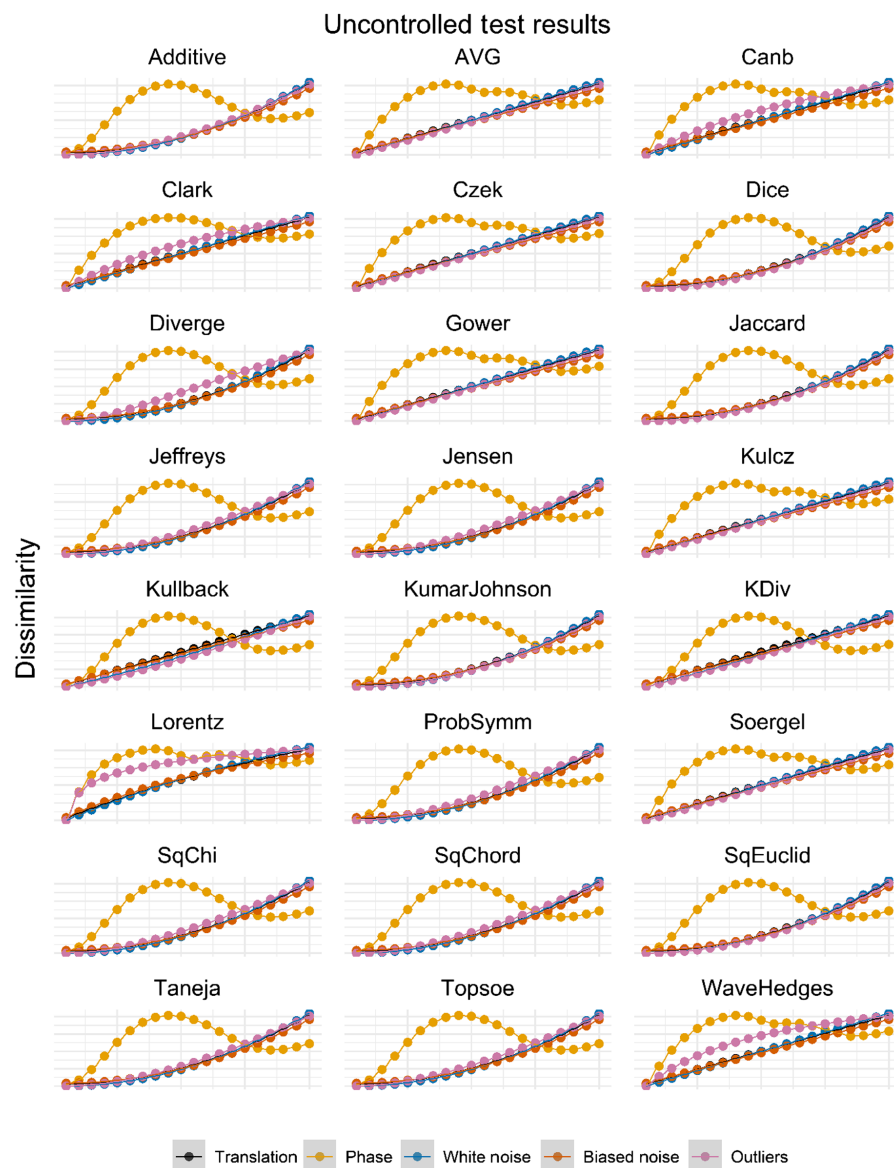 Uncontrolled test results
Additive AVG Canb
Clark Czek Dice
Diverge Gower Jaccard
Jeffreys Jensen Kulcz
Kullback KumarJohnson KDiv
Lorentz ProbSymm Soergel
SqChi SqChord SqEuclid
Taneja Topsoe WaveHedges
Dissimilarity
Translation Phase White noise Biased noise Outliers